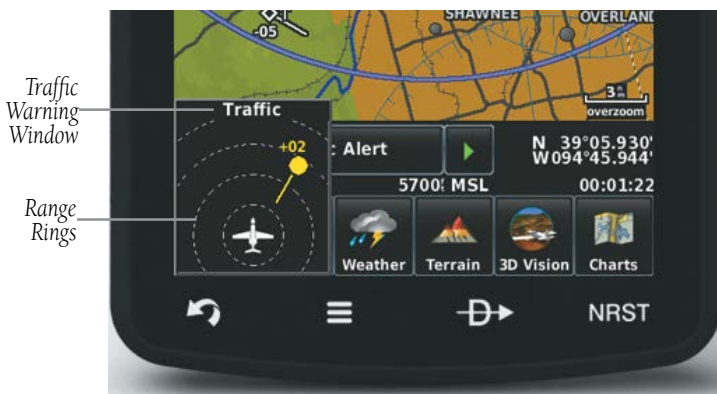 SHAWNEE
OVERLAND
-05
3 n m
overzoom
Traffic
Warning
Window
Traffic
+02
: Alert
N 39°05.930'
W094°45.944'
5700 MSL
00:01:22
Range
Rings
Weather
Terrain
3D Vision
Charts
NRST